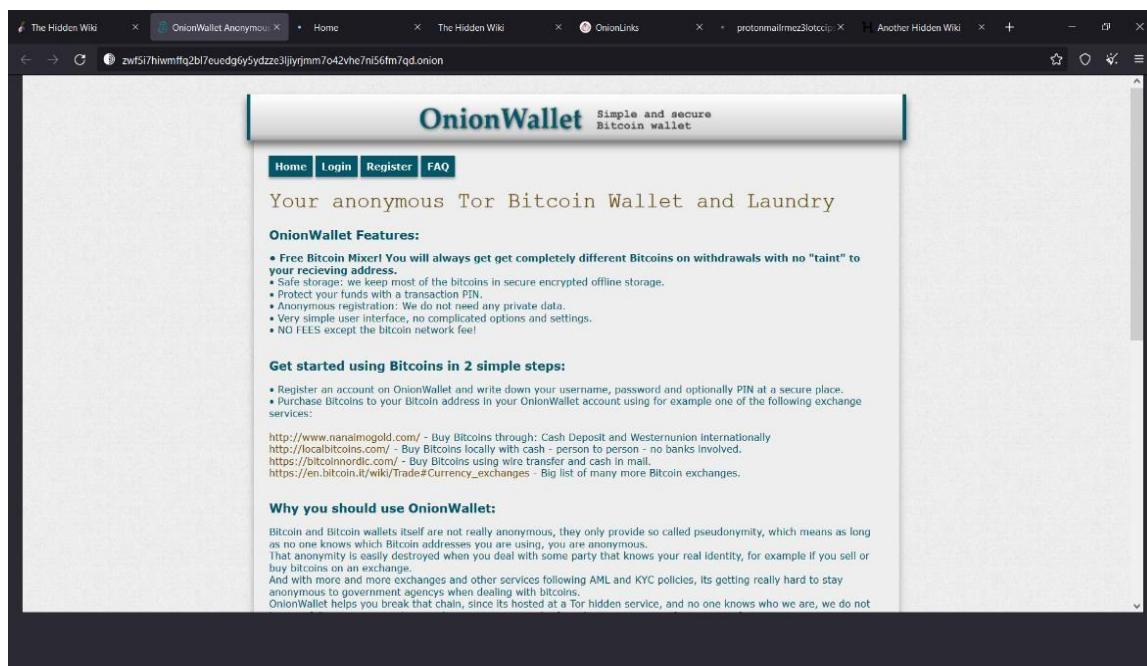 The Hidden Wiki
OnionWallet Anonymou
Home
The Hidden Wiki
OnionLinks
protonmailrmez3lotccip
Another Hidden Wiki
zwf5i7hiwmffq2bl7euedg6y5ydzze3ljiyrjmm7o42vhe7ni56fm7qd.onion
OnionWallet
Simple and secure
Bitcoin wallet
Home Login Register FAQ
Your anonymous Tor Bitcoin Wallet and Laundry
OnionWallet Features:
• Free Bitcoin Mixer! You will always get get completely different Bitcoins on withdrawals with no "taint" to
your recieving address.
• Safe storage: we keep most of the bitcoins in secure encrypted offline storage.
• Protect your funds with a transaction PIN.
• Anonymous registration: We do not need any private data.
• Very simple user interface, no complicated options and settings.
• NO FEES except the bitcoin network fee!
Get started using Bitcoins in 2 simple steps:
• Register an account on OnionWallet and write down your username, password and optionally PIN at a secure place.
• Purchase Bitcoins to your Bitcoin address in your OnionWallet account using for example one of the following exchange
services:
http://www.nanaimogold.com/ - Buy Bitcoins through: Cash Deposit and Westernunion internationally
http://localbitcoins.com/ - Buy Bitcoins locally with cash - person to person - no banks involved.
https://bitcoinnordic.com/ - Buy Bitcoins using wire transfer and cash in mail.
https://en.bitcoin.it/wiki/Trade#Currency_exchanges - Big list of many more Bitcoin exchanges.
Why you should use OnionWallet:
Bitcoin and Bitcoin wallets itself are not really anonymous, they only provide so called pseudonymity, which means as long
as no one knows which Bitcoin addresses you are using, you are anonymous.
That anonymity is easily destroyed when you deal with some party that knows your real identity, for example if you sell or
buy bitcoins on an exchange.
And with more and more exchanges and other services following AML and KYC policies, its getting really hard to stay
anonymous to government agencys when dealing with bitcoins.
OnionWallet helps you break that chain, since its hosted at a Tor hidden service, and no one knows who we are, we do not